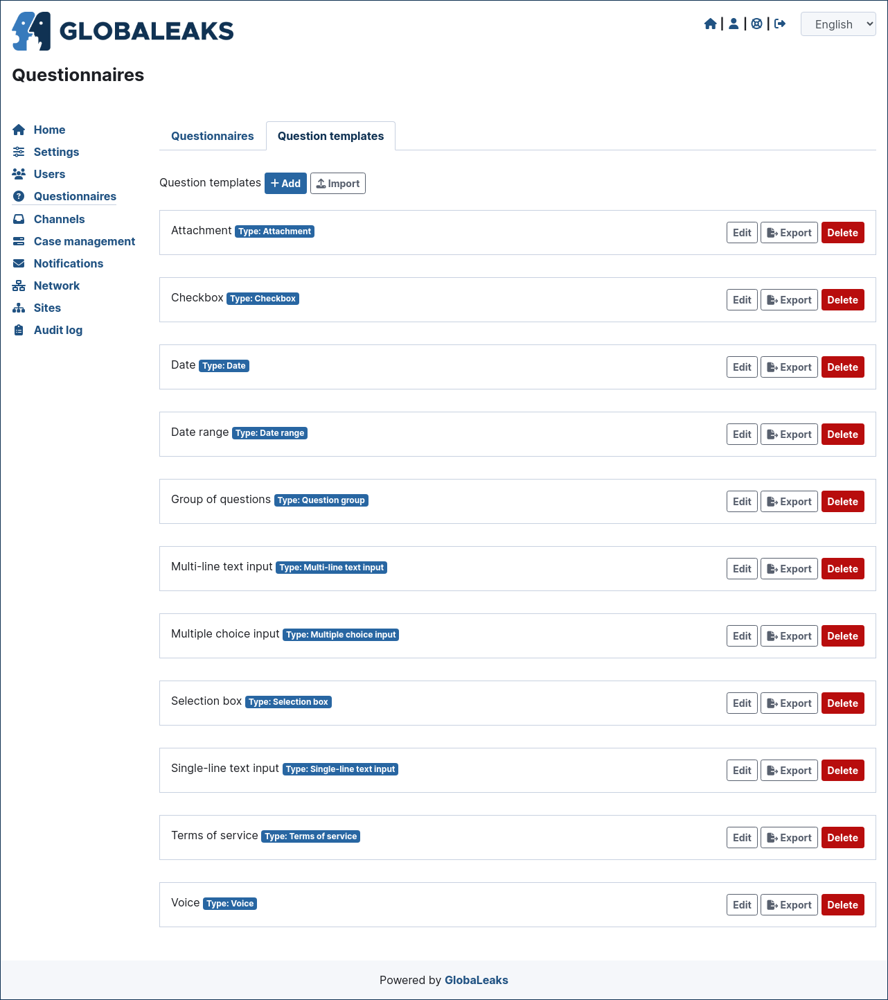 GLOBALEAKS
| | |
English
Questionnaires
Home
Settings
Users
Questionnaires
Channels
Case management
Notifications
Network
Sites
Audit log
Questionnaires Question templates
Question templates Add Import
Attachment Type: Attachment Edit Export Delete
Checkbox Type: Checkbox Edit Export Delete
Date Type: Date Edit Export Delete
Date range Type: Date range Edit Export Delete
Group of questions Type: Question group Edit Export Delete
Multi-line text input Type: Multi-line text input Edit Export Delete
Multiple choice input Type: Multiple choice input Edit Export Delete
Selection box Type: Selection box Edit Export Delete
Single-line text input Type: Single-line text input Edit Export Delete
Terms of service Type: Terms of service Edit Export Delete
Voice Type: Voice Edit Export Delete
Powered by GlobaLeaks